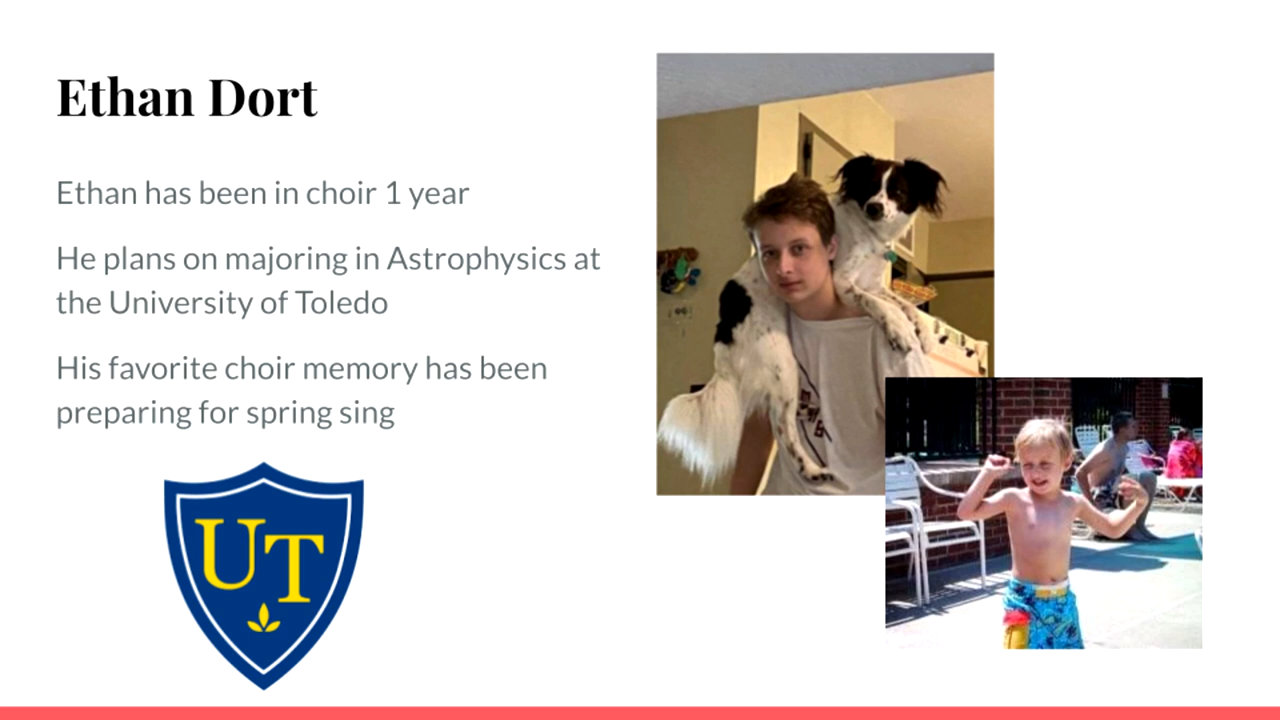 Ethan Dort
Ethan has been in choir 1 year
He plans on majoring in Astrophysics at
the University of Toledo
His favorite choir memory has been
preparing for spring sing
UT